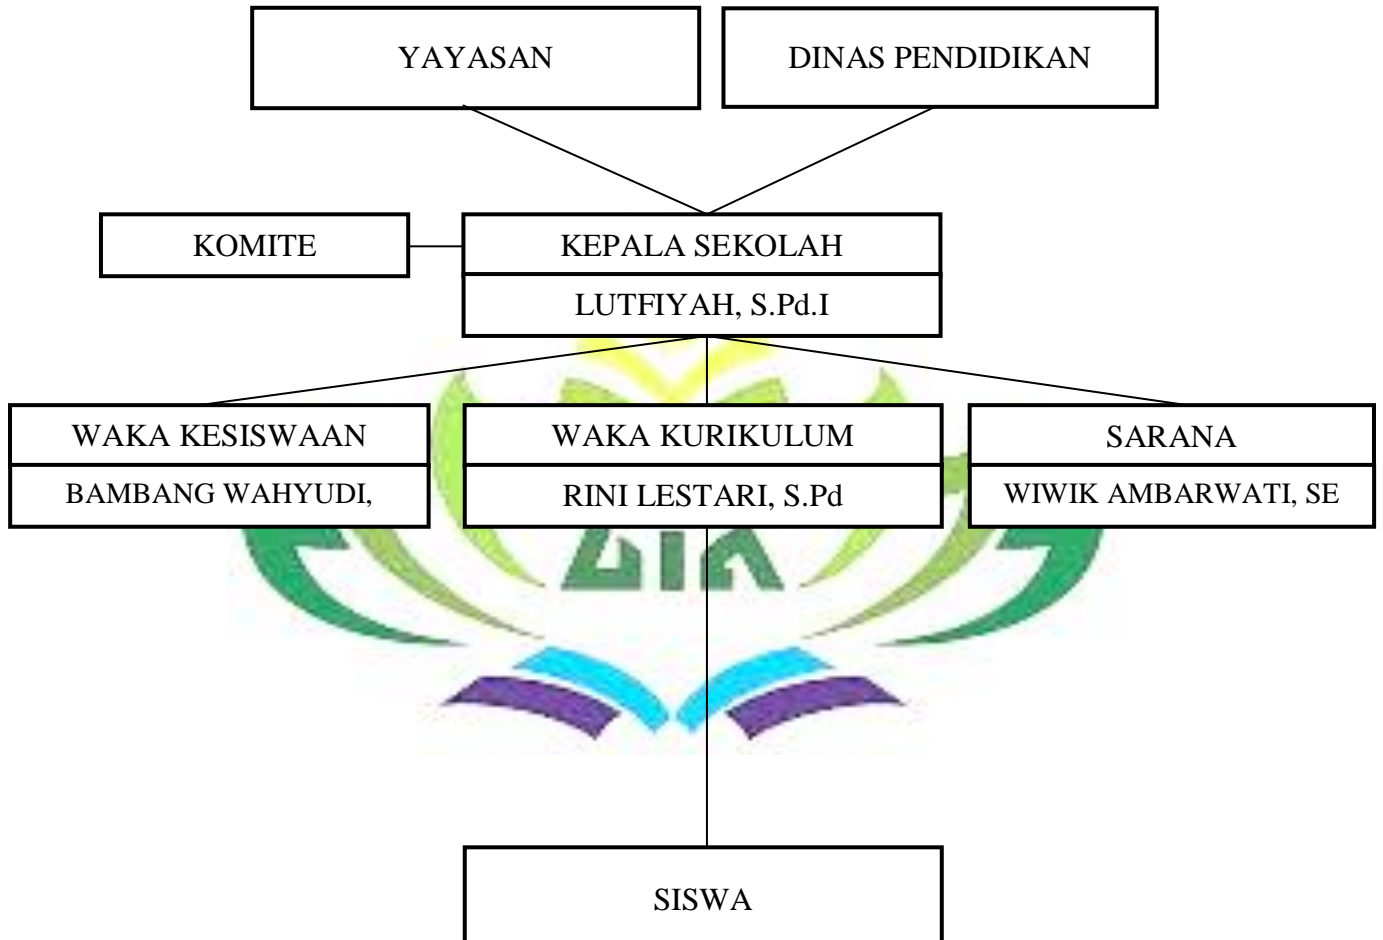 YAYASAN
DINAS PENDIDIKAN
KOMITE
KEPALA SEKOLAH
LUTFIYAH, S.Pd.I
WAKA KESISWAAN
BAMBANG WAHYUDI,
WAKA KURIKULUM
RINI LESTARI, S.Pd
SARANA
WIWIK AMBARWATI, SE
SISWA